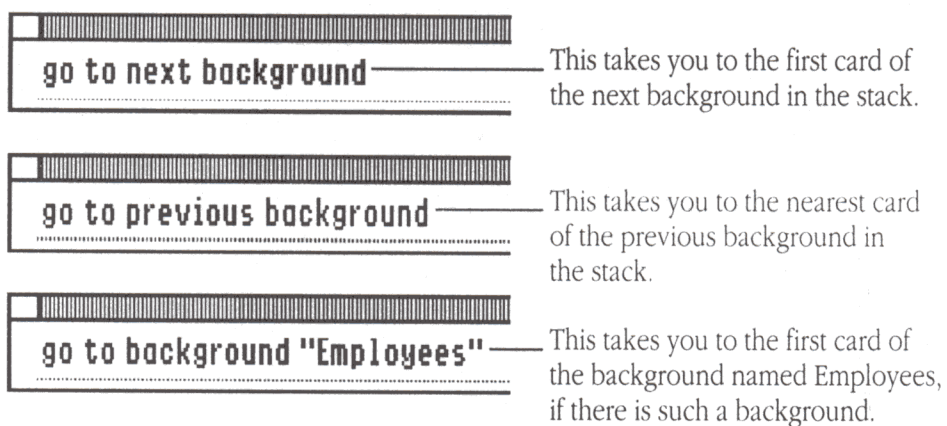 go to next background
This takes you to the first card of
the next background in the stack.
go to previous background
This takes you to the nearest card
of the previous background in
the stack.
go to background "Employees"
This takes you to the first card of
the background named Employees,
if there is such a background.